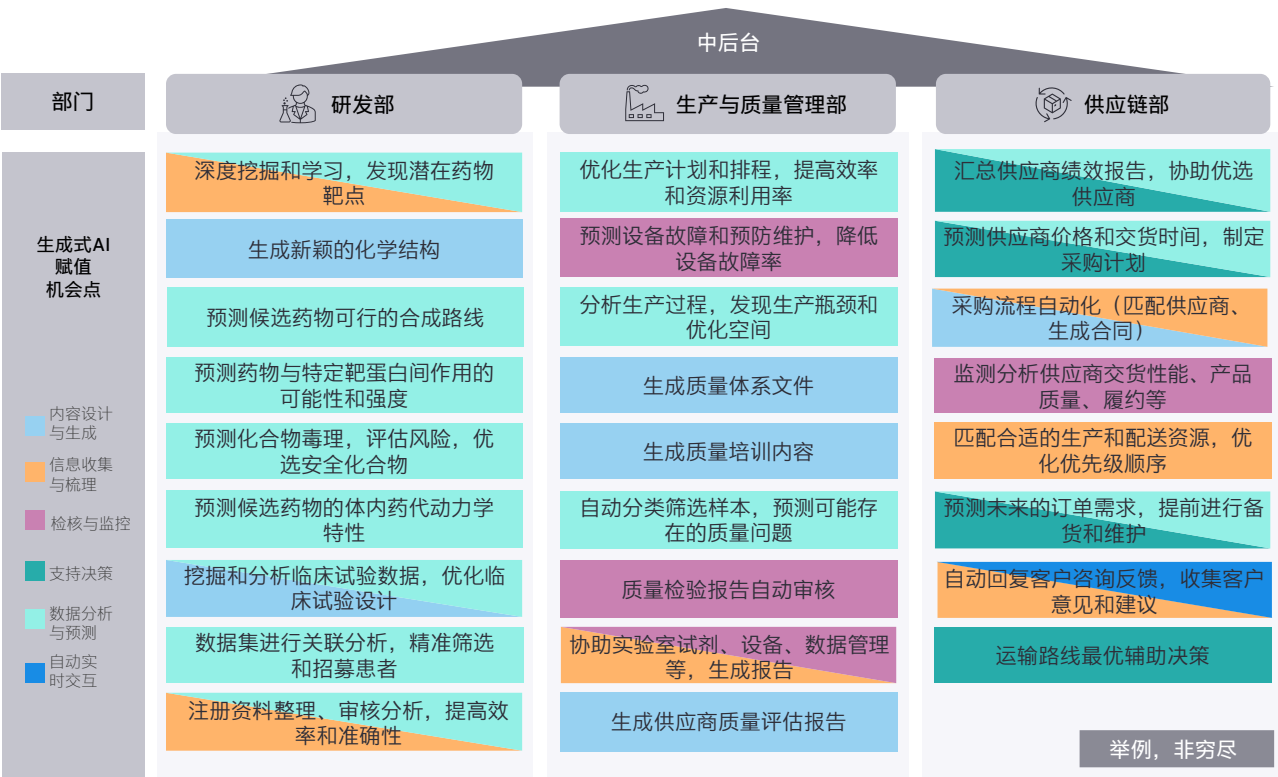 中后台
部门
研发部
生产与质量管理部
供应链部
生成式AI
赋值
机会点
内容设计
与生成
信息收集
与梳理
检核与监控
支持决策
数据分析
与预测
自动实
时交互
深度挖掘和学习，发现潜在药物
靶点
生成新颖的化学结构
预测候选药物可行的合成路线
预测药物与特定靶蛋白间作用的
可能性和强度
预测化合物毒理，评估风险，优
选安全化合物
预测候选药物的体内药代动力学
特性
挖掘和分析临床试验数据，优化临
床试验设计
数据集进行关联分析，精准筛选
和招募患者
注册资料整理、审核分析，提高效
率和准确性
优化生产计划和排程，提高效率
和资源利用率
预测设备故障和预防维护，降低
设备故障率
分析生产过程，发现生产瓶颈和
优化空间
生成质量体系文件
生成质量培训内容
自动分类筛选样本，预测可能存
在的质量问题
质量检验报告自动审核
协助实验室试剂、设备、数据管理
等，生成报告
生成供应商质量评估报告
汇总供应商绩效报告，协助优选
供应商
预测供应商价格和交货时间，制定
采购计划
采购流程自动化（匹配供应商、
生成合同）
监测分析供应商交货性能、产品
质量、履约等
匹配合适的生产和配送资源，优
化优先级顺序
预测未来的订单需求，提前进行备
货和维护
自动回复客户咨询反馈，收集客户
意见和建议
运输路线最优辅助决策
举例，非穷尽